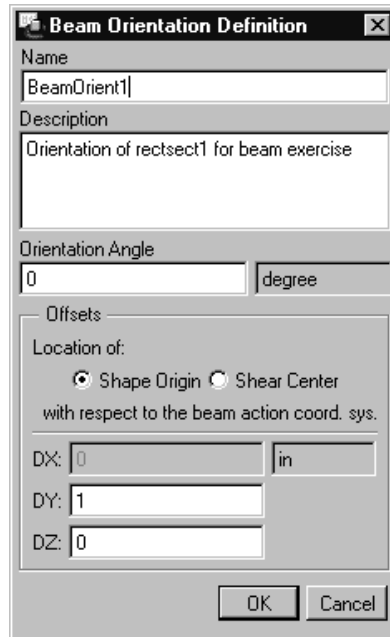 Beam Orientation Definition
Name
BeamOrient1
Description
Orientation of rectsect1 for beam exercise
Orientation Angle
0 degree
Offsets
Location of:
Shape Origin Shear Center
with respect to the beam action coord. sys.
DX: 0 in
DY: 1
DZ: 0
OK Cancel